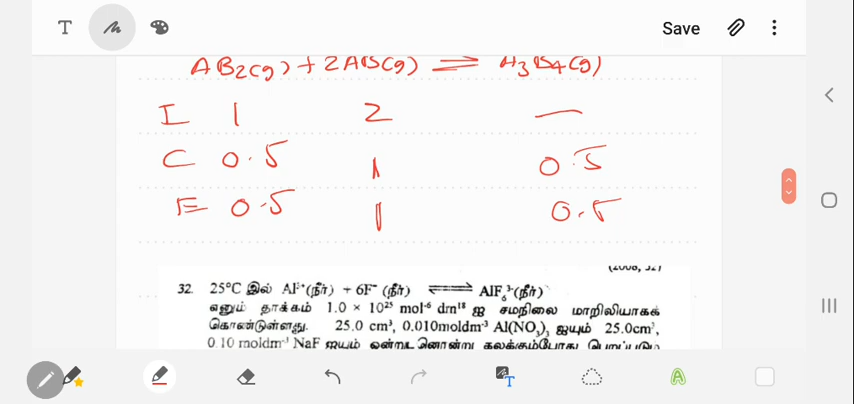 T Save
AB2(g) + 2AB(g) ⇌ A3B4(g)
I 1 2 —
C 0.5 1 0.5
E 0.5 1 0.5
(2008, 32)
32. 25°C இல் Al³⁺(நீர்) + 6F⁻ (நீர்) ⇌ AlF₆³⁻(நீர்)
எனும் தாக்கம் 1.0 × 10²⁵ mol⁻⁶ dm¹⁸ ஐ சமநிலை மாறிலியாகக்
கொண்டுள்ளது. 25.0 cm³, 0.010moldm⁻³ Al(NO₃)₃ ஐயும் 25.0cm³,
0.10 moldm⁻³ NaF ஐயும் ஒன்றுடனொன்று கலக்கும்போது
T A